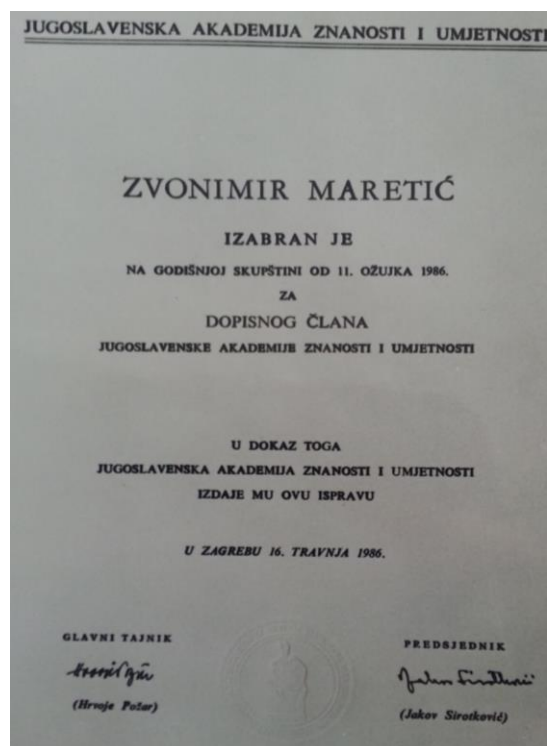 JUGOSLAVENSKA AKADEMIJA ZNANOSTI I UMJETNOSTI
ZVONIMIR MARETIĆ
IZABRAN JE
NA GODIŠNJOJ SKUPŠTINI OD 11. OŽUJKA 1986.
ZA
DOPISNOG ČLANA
JUGOSLAVENSKE AKADEMIJE ZNANOSTI I UMJETNOSTI
U DOKAZ TOGA
JUGOSLAVENSKA AKADEMIJA ZNANOSTI I UMJETNOSTI
IZDAJE MU OVU ISPRAVU
U ZAGREBU 16. TRAVNJA 1986.
GLAVNI TAJNIK
(Hrvoje Požar)
PREDSJEDNIK
(Jakov Sirotković)